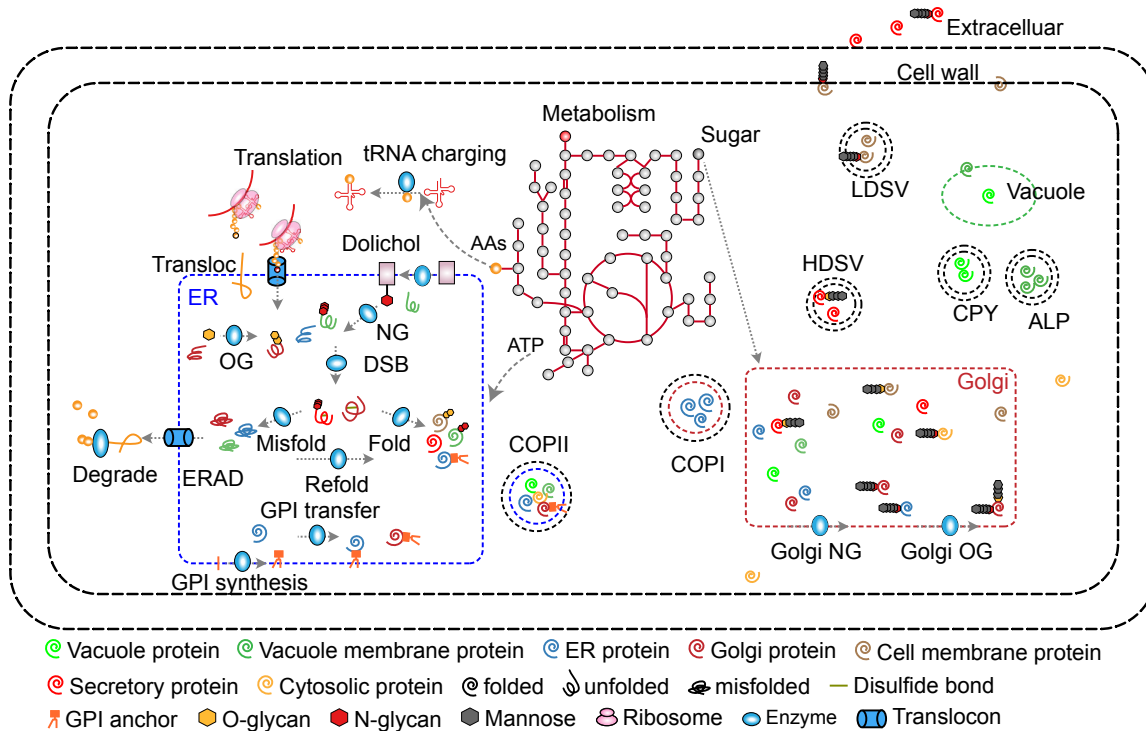 Extracelluar
Cell wall
Metabolism
Sugar
Translation
tRNA charging
LDSV
Vacuole
AAs
Dolichol
Transloc
HDSV
ER
CPY
ALP
NG
OG
DSB
ATP
Golgi
Misfold
Fold
COPII
COPI
Degrade
ERAD
Refold
GPI transfer
Golgi NG
Golgi OG
GPI synthesis
Vacuole protein
Vacuole membrane protein
ER protein
Golgi protein
Cell membrane protein
Secretory protein
Cytosolic protein
folded
unfolded
misfolded
Disulfide bond
GPI anchor
O-glycan
N-glycan
Mannose
Ribosome
Enzyme
Translocon